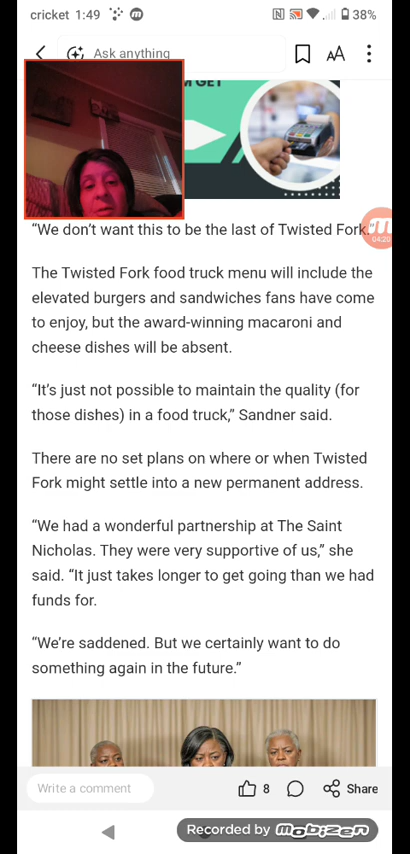 cricket 1:49 38%
Ask anything AA
GET
“We don’t want this to be the last of Twisted Fork.”
04:20
The Twisted Fork food truck menu will include the
elevated burgers and sandwiches fans have come
to enjoy, but the award-winning macaroni and
cheese dishes will be absent.
“It’s just not possible to maintain the quality (for
those dishes) in a food truck,” Sandner said.
There are no set plans on where or when Twisted
Fork might settle into a new permanent address.
“We had a wonderful partnership at The Saint
Nicholas. They were very supportive of us,” she
said. “It just takes longer to get going than we had
funds for.
“We’re saddened. But we certainly want to do
something again in the future.”
Write a comment 8 Share
Recorded by mobizen